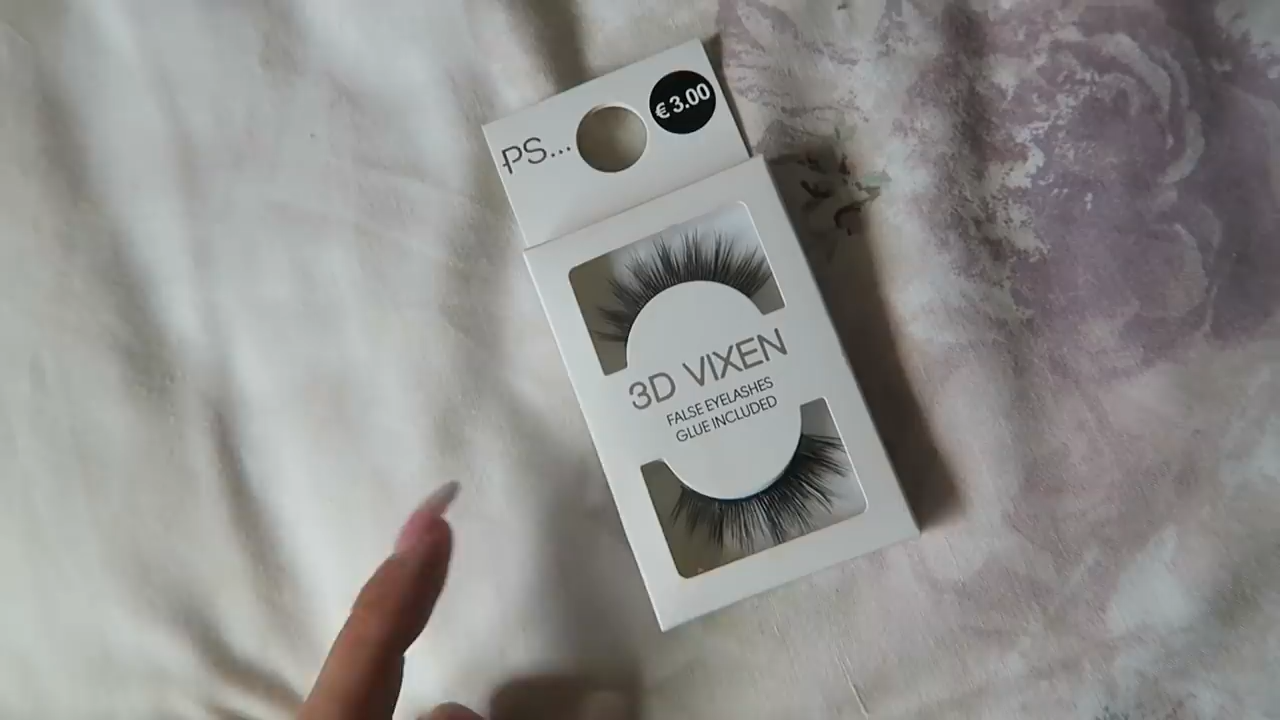 PS...
€ 3.00
3D VIXEN
FALSE EYELASHES
GLUE INCLUDED